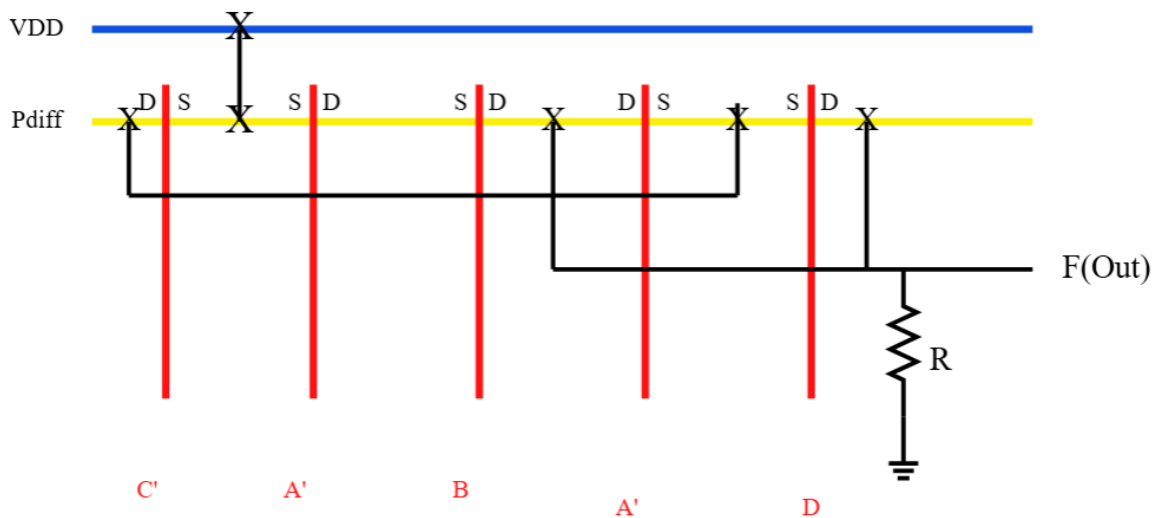 VDD
X
D S S D S D D S S D
Pdiff X X X X X
F(Out)
R
C' A' B A' D